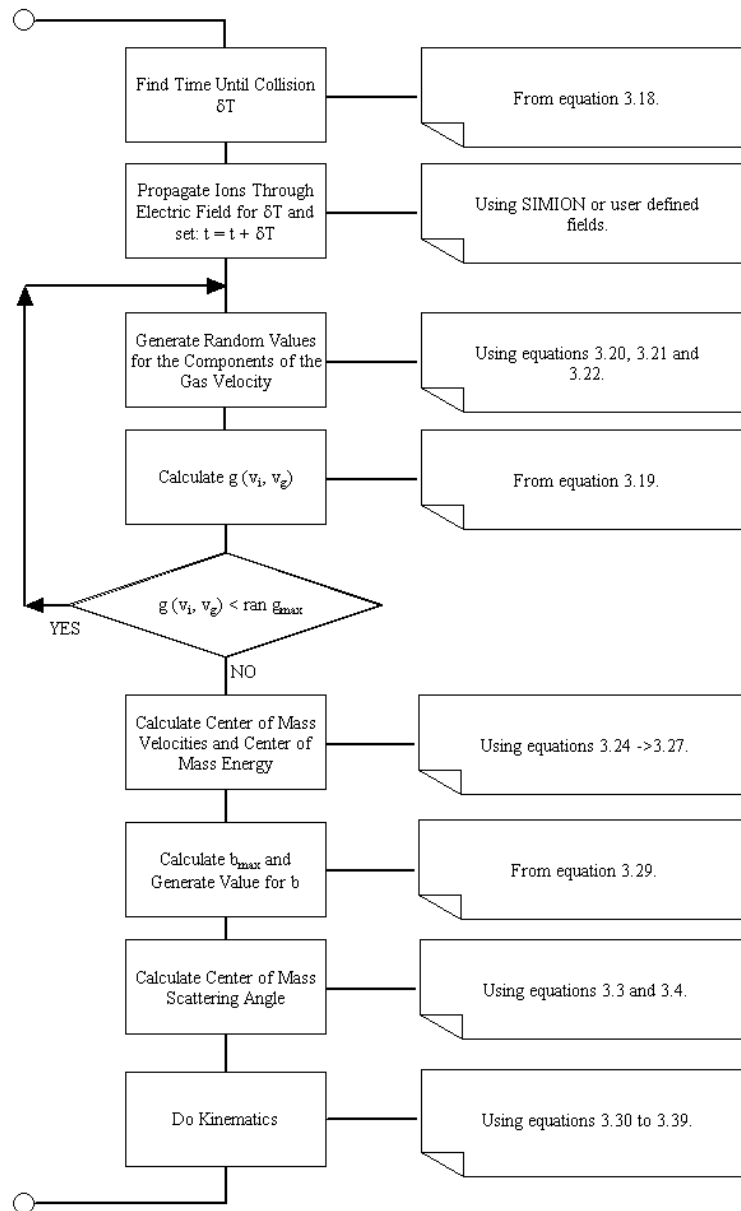 Find Time Until Collision
δT
From equation 3.18.
Propagate Ions Through
Electric Field for δT and
set: t = t + δT
Using SIMION or user defined
fields.
Generate Random Values
for the Components of the
Gas Velocity
Using equations 3.20, 3.21 and
3.22.
Calculate g (vᵢ, v_g)
From equation 3.19.
g (vᵢ, v_g) < ran g_max
YES
NO
Calculate Center of Mass
Velocities and Center of
Mass Energy
Using equations 3.24 ->3.27.
Calculate b_max and
Generate Value for b
From equation 3.29.
Calculate Center of Mass
Scattering Angle
Using equations 3.3 and 3.4.
Do Kinematics
Using equations 3.30 to 3.39.